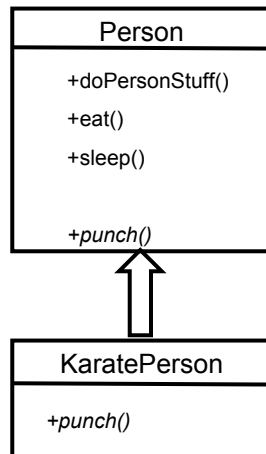 Person
+doPersonStuff()
+eat()
+sleep()
+punch()
KaratePerson
+punch()